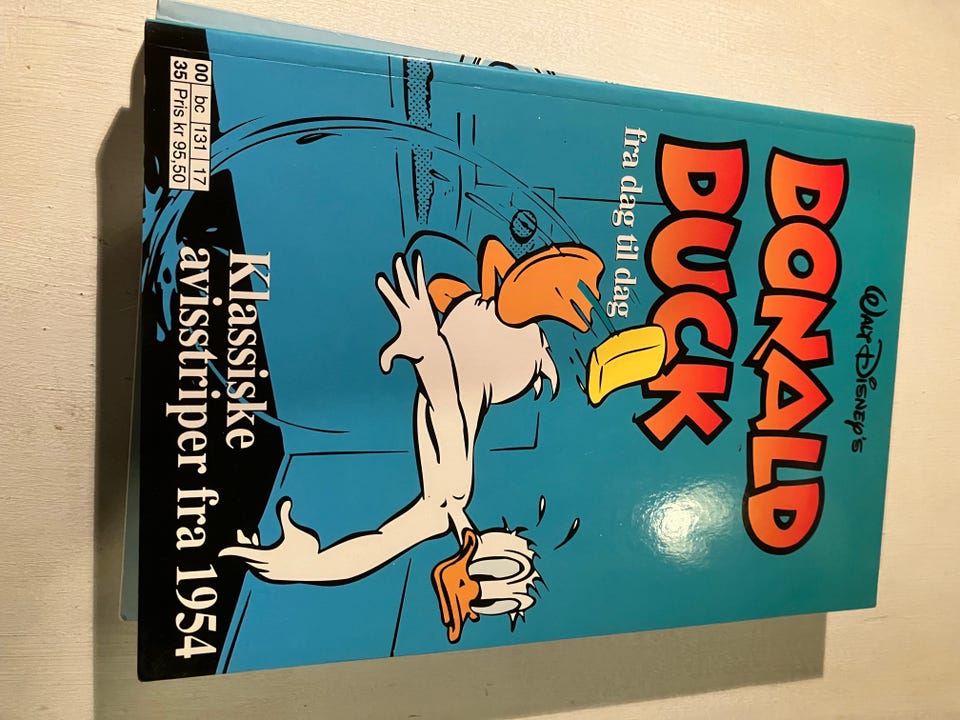 WALT DISNEY'S
DONALD
DUCK
fra dag til dag
Klassiske
avisstriper fra 1954
00 bc 131 17
35 Pris kr 95,50